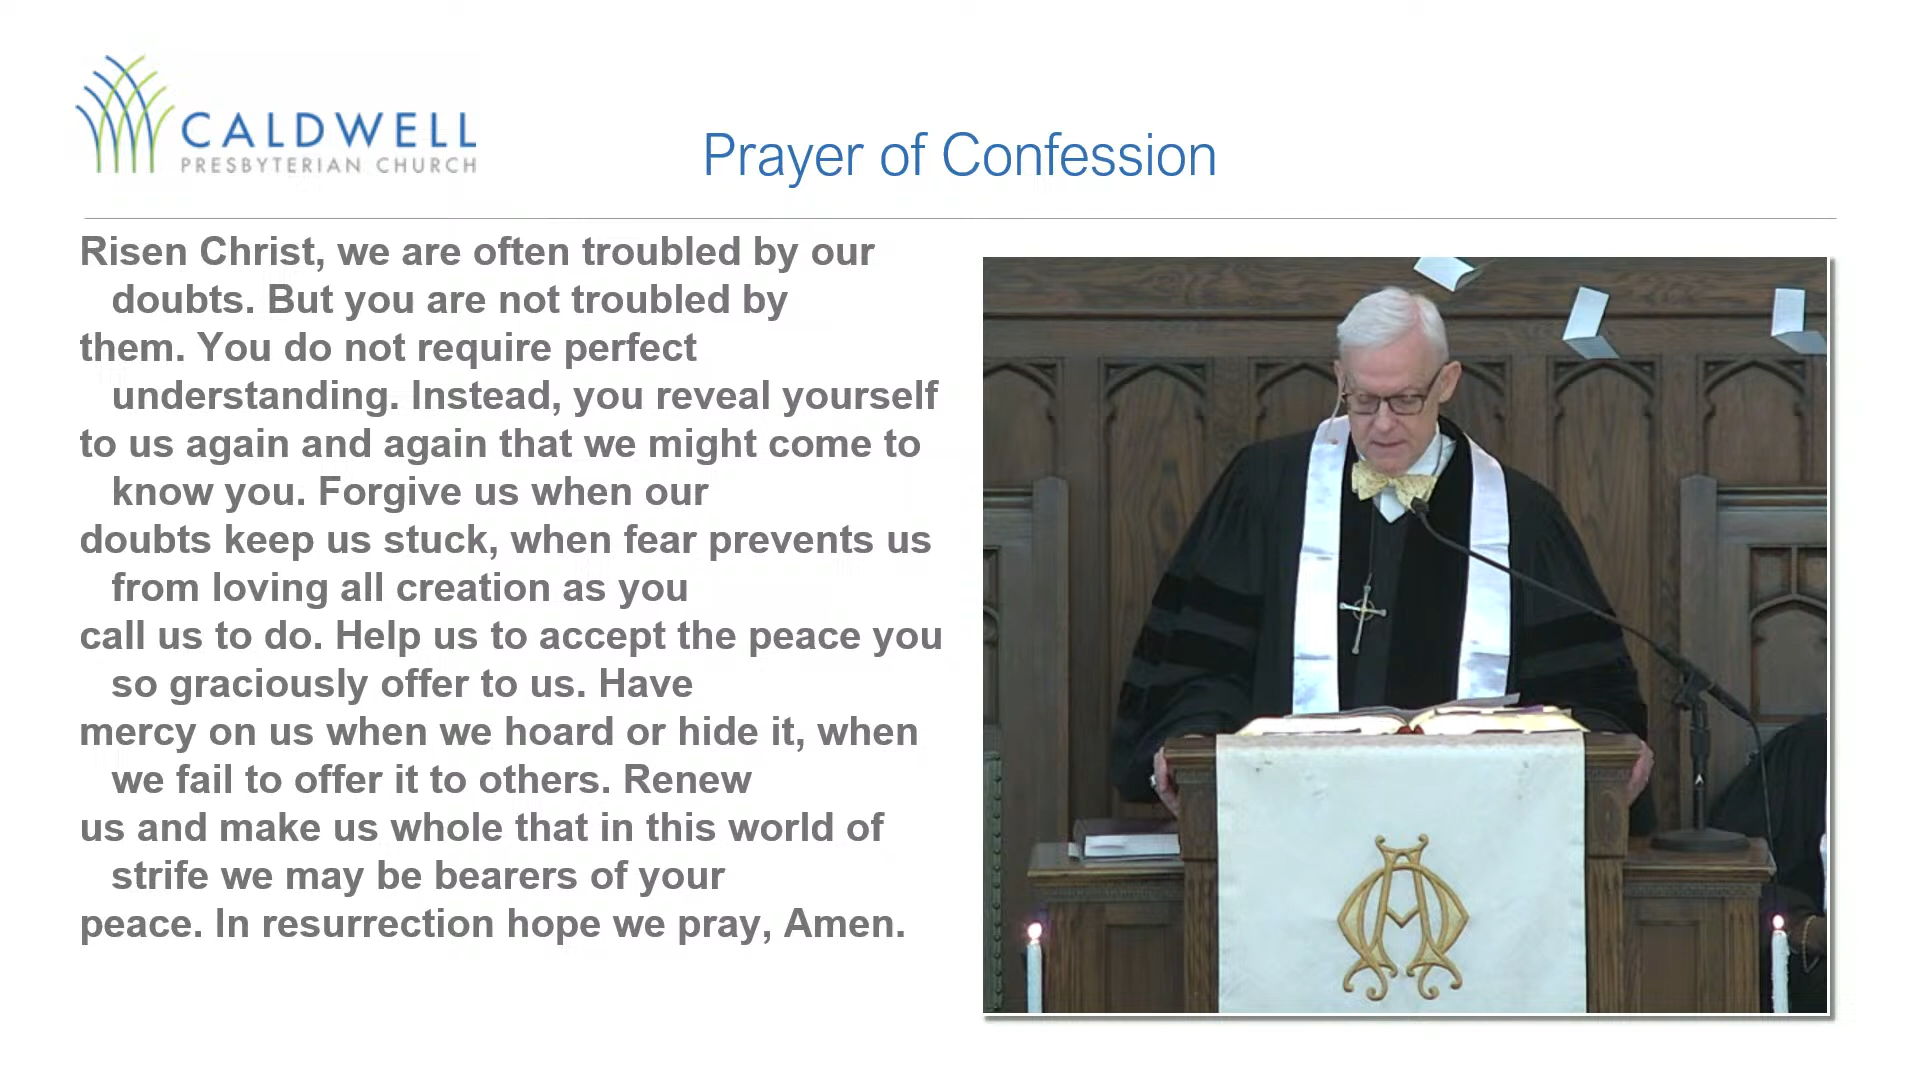 CALDWELL
PRESBYTERIAN CHURCH
Prayer of Confession
Risen Christ, we are often troubled by our
doubts. But you are not troubled by
them. You do not require perfect
understanding. Instead, you reveal yourself
to us again and again that we might come to
know you. Forgive us when our
doubts keep us stuck, when fear prevents us
from loving all creation as you
call us to do. Help us to accept the peace you
so graciously offer to us. Have
mercy on us when we hoard or hide it, when
we fail to offer it to others. Renew
us and make us whole that in this world of
strife we may be bearers of your
peace. In resurrection hope we pray, Amen.